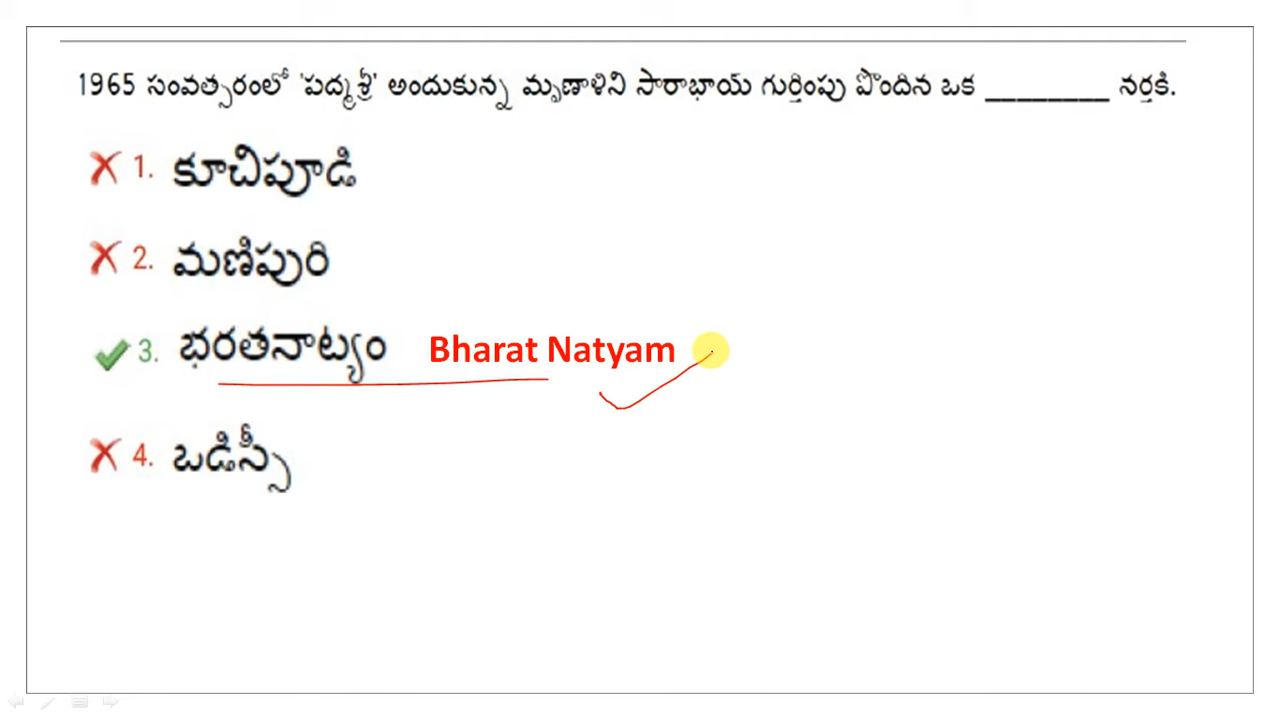 1965 సంవత్సరంలో 'పద్మశ్రీ' అందుకున్న మృణాళిని సారాభాయ్ గుర్తింపు పొందిన ఒక ________ నర్తకి.
1. కూచిపూడి
2. మణిపురి
3. భరతనాట్యం Bharat Natyam
4. ఒడిస్సీ